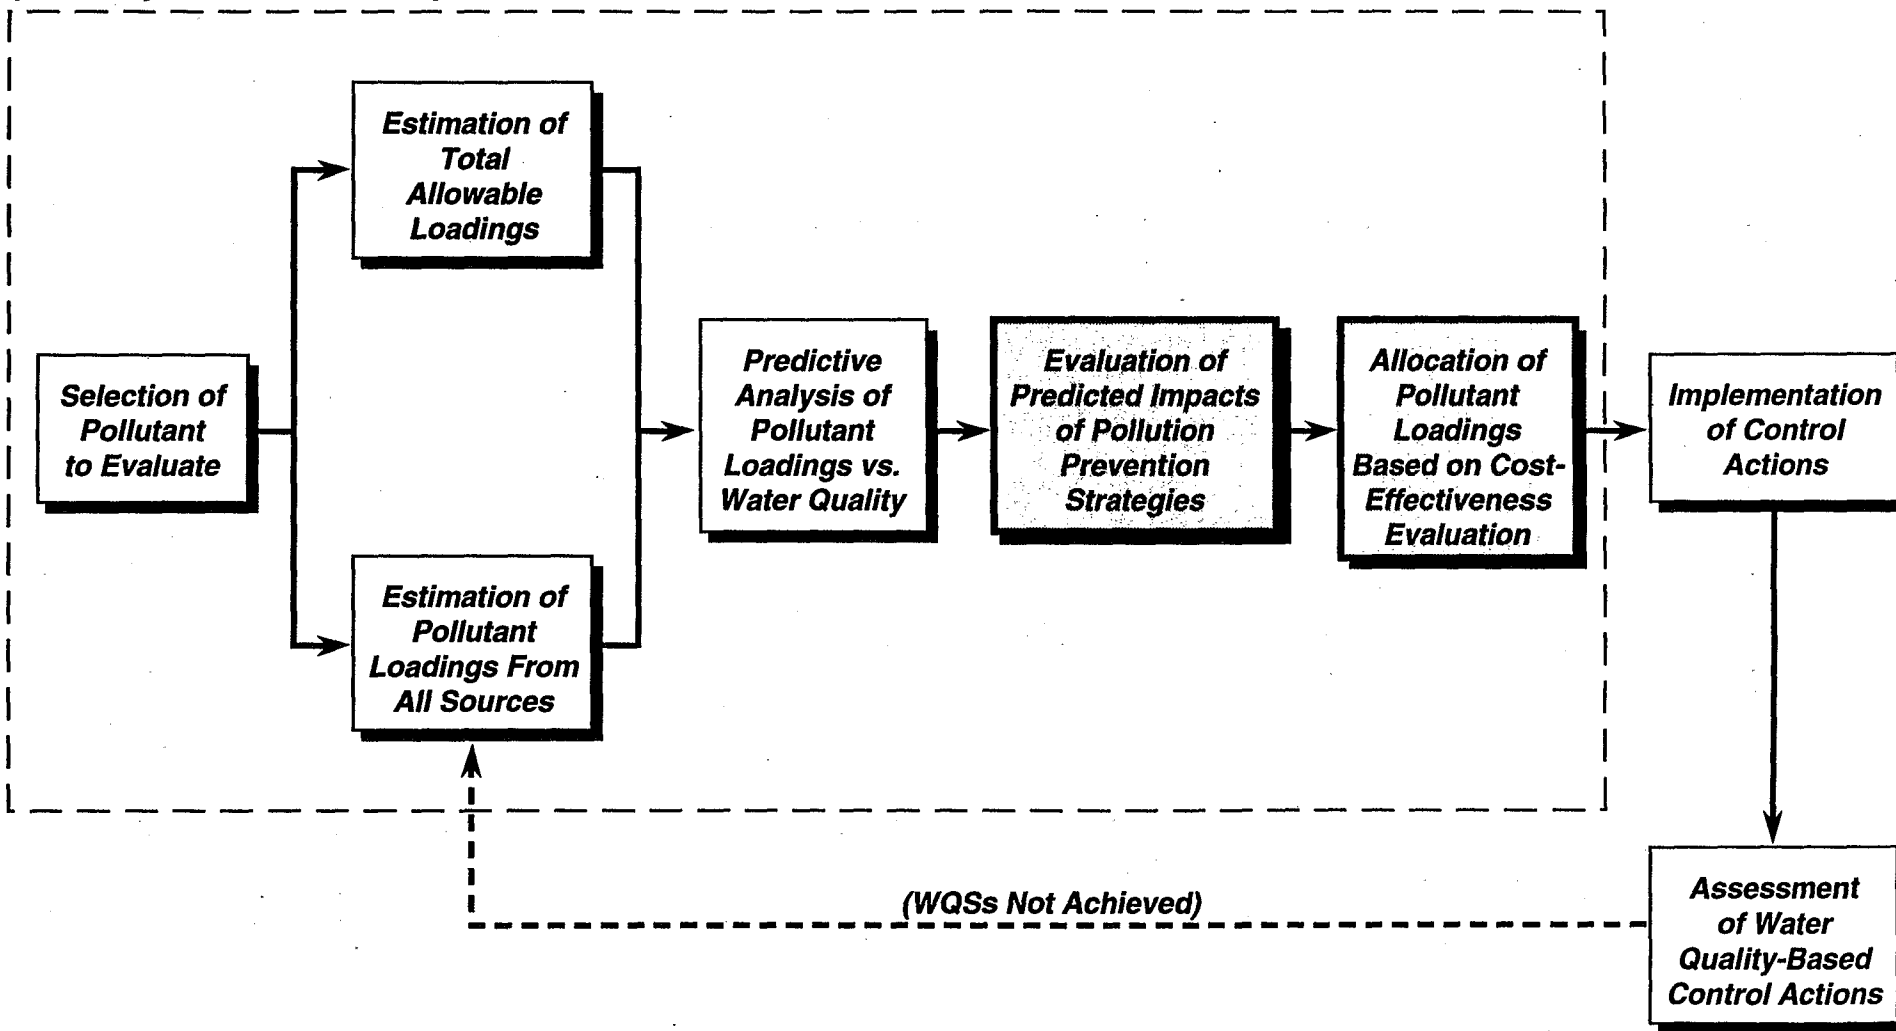 Estimation of
Total
Allowable
Loadings
Selection of
Pollutant
to Evaluate
Estimation of
Pollutant
Loadings From
All Sources
Predictive
Analysis of
Pollutant
Loadings vs.
Water Quality
Evaluation of
Predicted Impacts
of Pollution
Prevention
Strategies
Allocation of
Pollutant
Loadings
Based on Cost-
Effectiveness
Evaluation
Implementation
of Control
Actions
(WQSs Not Achieved)
Assessment
of Water
Quality-Based
Control Actions